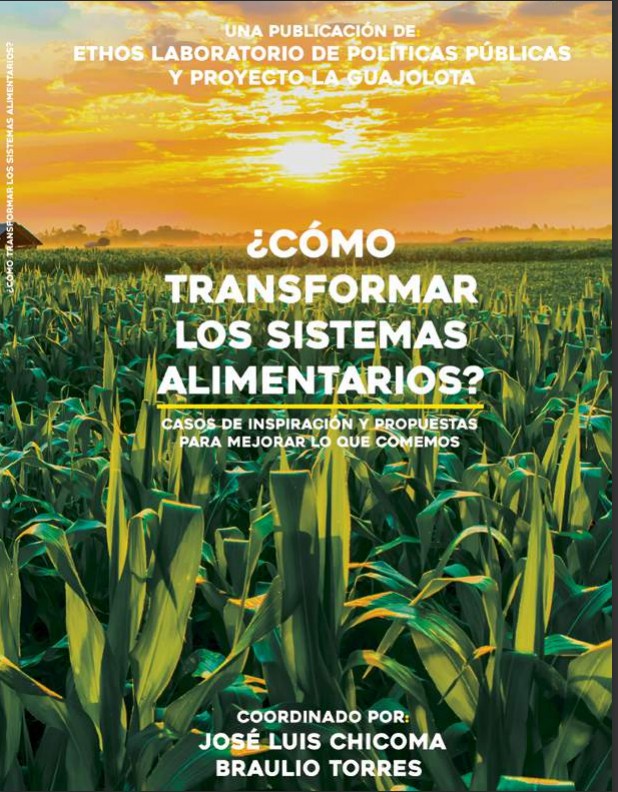 UNA PUBLICACIÓN DE:
ETHOS LABORATORIO DE POLÍTICAS PÚBLICAS
Y PROYECTO LA GUAJOLOTA
¿CÓMO TRANSFORMAR LOS SISTEMAS ALIMENTARIOS?
¿CÓMO
TRANSFORMAR
LOS SISTEMAS
ALIMENTARIOS?
CASOS DE INSPIRACIÓN Y PROPUESTAS
PARA MEJORAR LO QUE COMEMOS
COORDINADO POR:
JOSÉ LUIS CHICOMA
BRAULIO TORRES